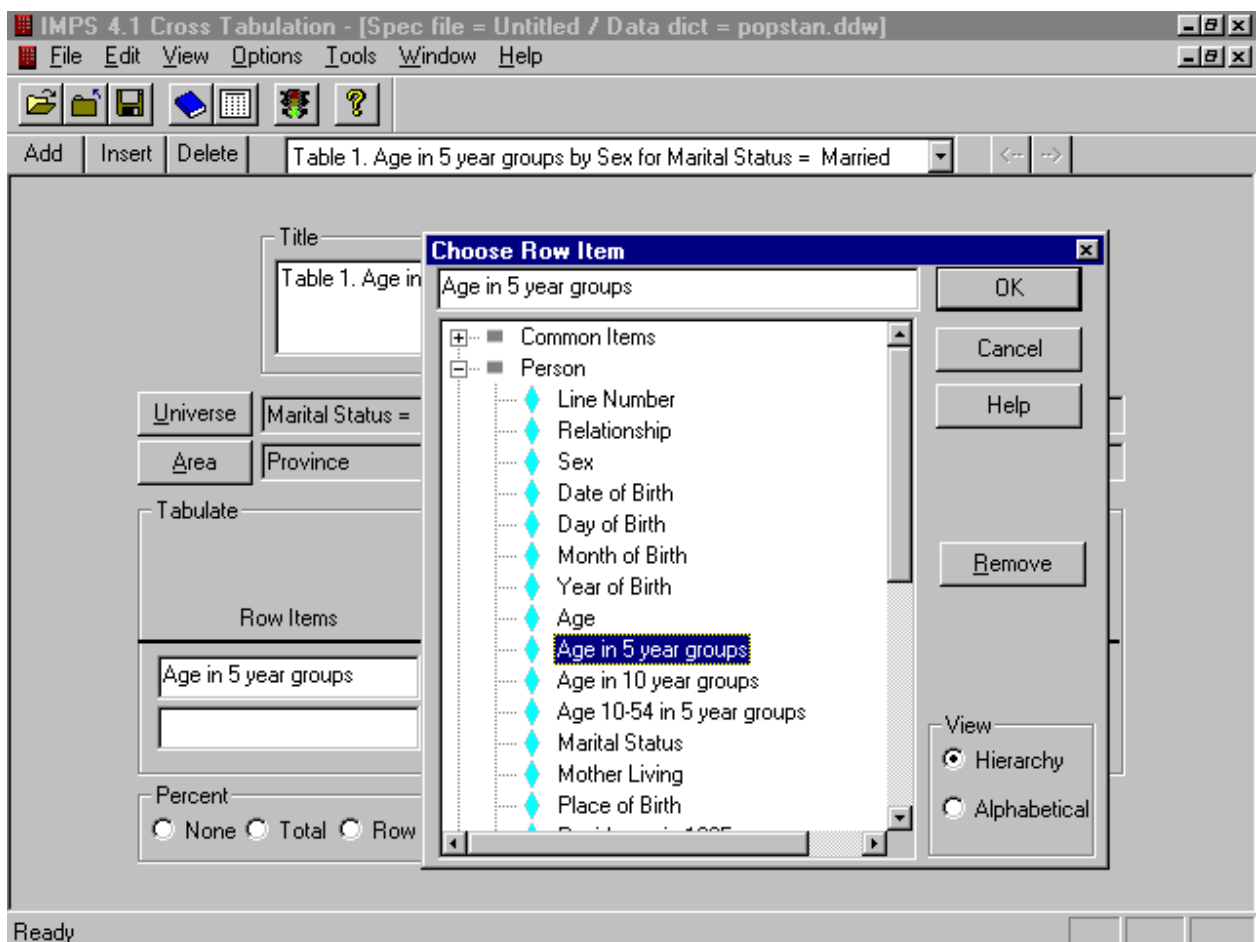 IMPS 4.1 Cross Tabulation - [Spec file = Untitled / Data dict = popstan.ddw]
File Edit View Options Tools Window Help
Add Insert Delete Table 1. Age in 5 year groups by Sex for Marital Status = Married <-- -->
Title
Table 1. Age in
Universe Marital Status =
Area Province
Tabulate
Row Items
Age in 5 year groups
Percent
None Total Row
Choose Row Item
Age in 5 year groups
OK
Cancel
Help
Remove
Common Items
Person
Line Number
Relationship
Sex
Date of Birth
Day of Birth
Month of Birth
Year of Birth
Age
Age in 5 year groups
Age in 10 year groups
Age 10-54 in 5 year groups
Marital Status
Mother Living
Place of Birth
View
Hierarchy
Alphabetical
Ready